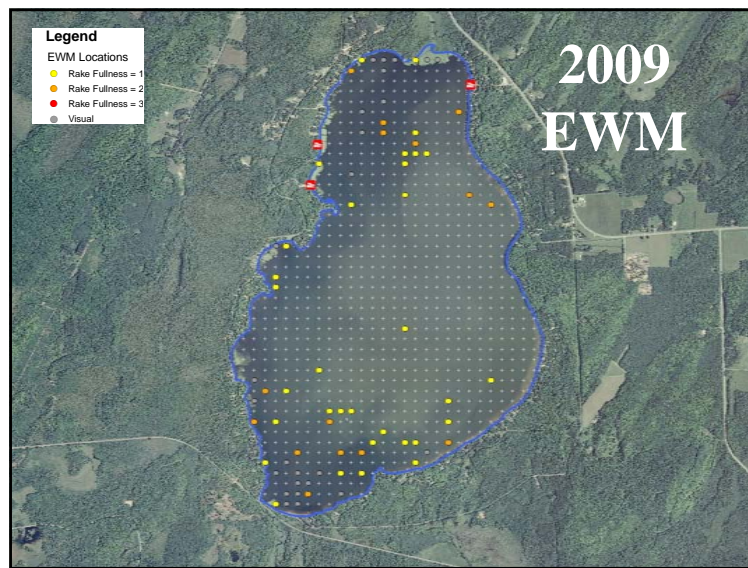 Legend
EWM Locations
Rake Fullness = 1
Rake Fullness = 2
Rake Fullness = 3
Visual
2009
EWM